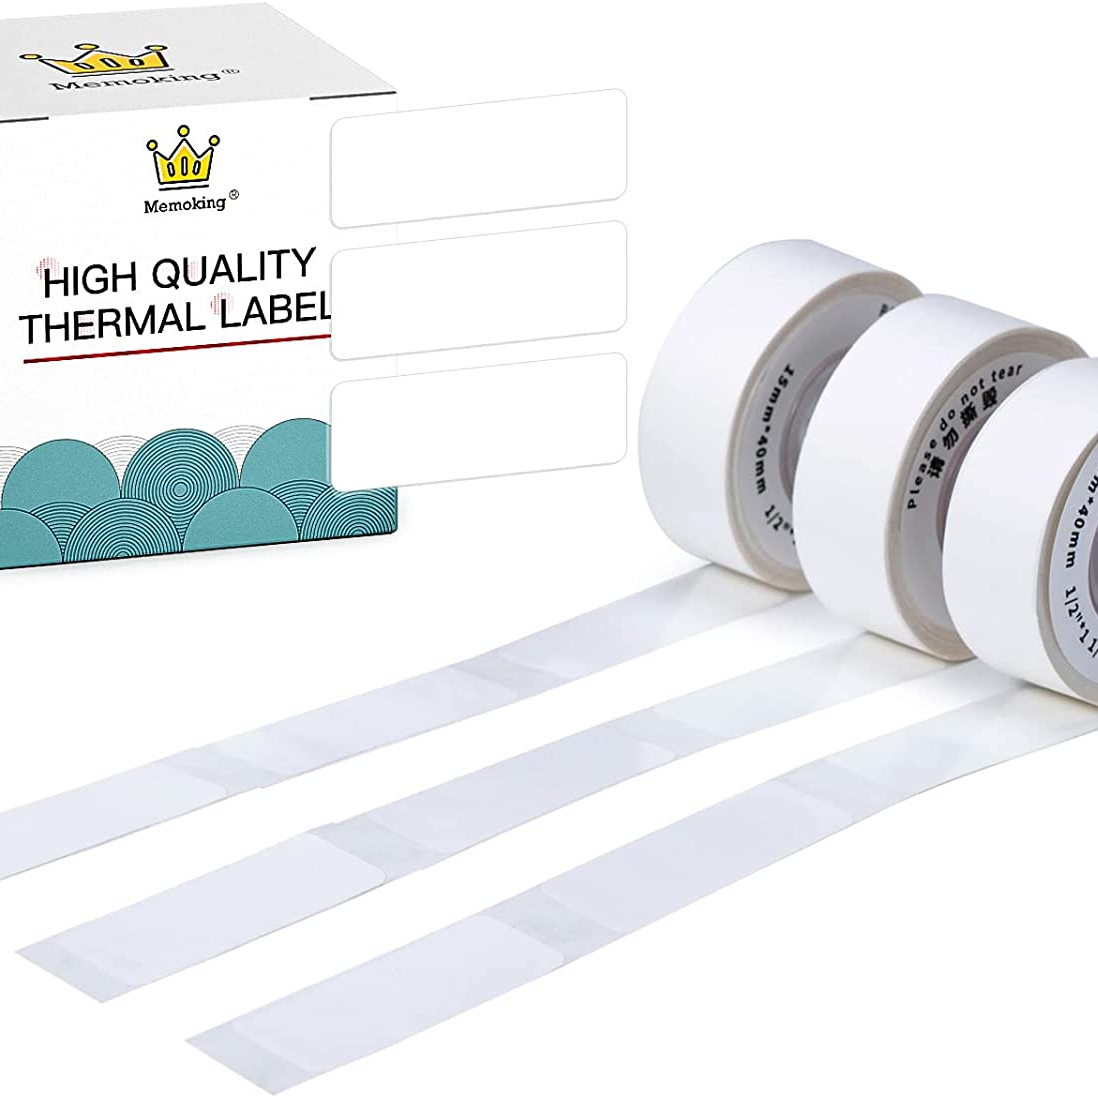 Memoking®
Memoking®
HIGH QUALITY
THERMAL LABEL
15mm*40mm 1/2"*
Please do not tear
请勿撕毁
m*40mm 1/2"*1 1/